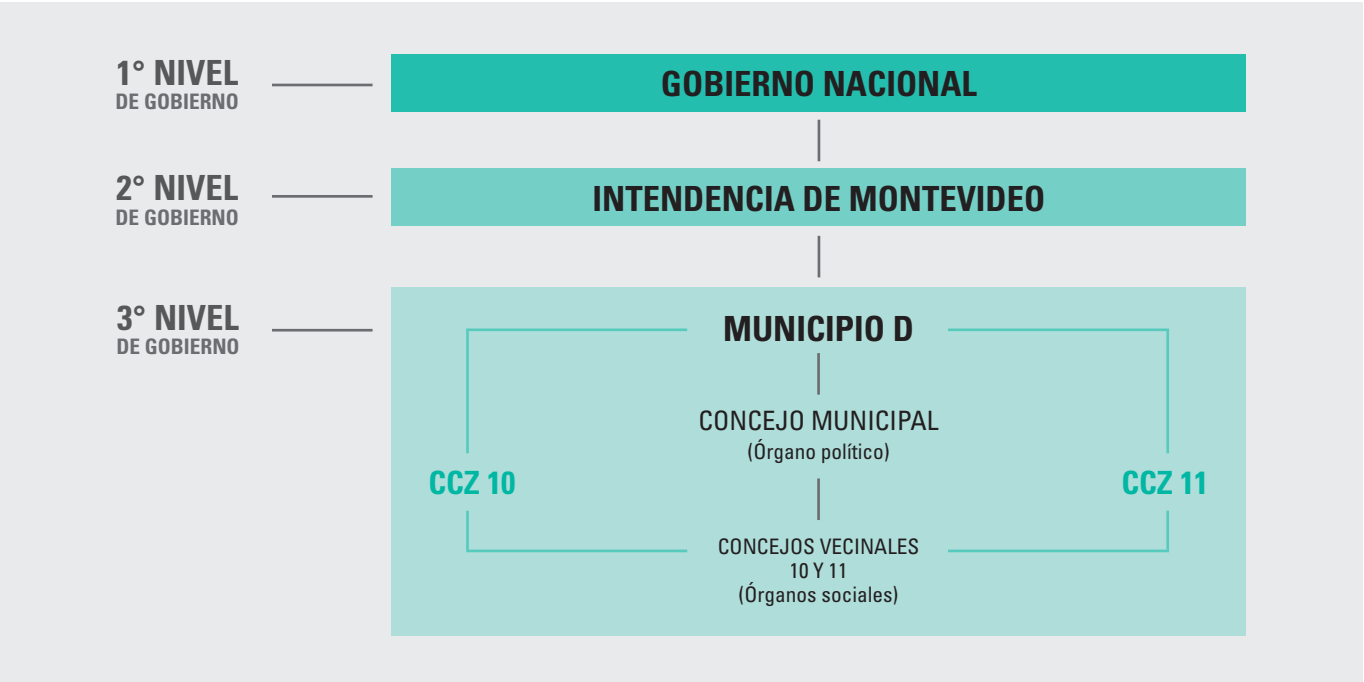 1° NIVEL
DE GOBIERNO
GOBIERNO NACIONAL
2° NIVEL
DE GOBIERNO
INTENDENCIA DE MONTEVIDEO
3° NIVEL
DE GOBIERNO
MUNICIPIO D
CONCEJO MUNICIPAL
(Órgano político)
CCZ 10
CCZ 11
CONCEJOS VECINALES
10 Y 11
(Órganos sociales)